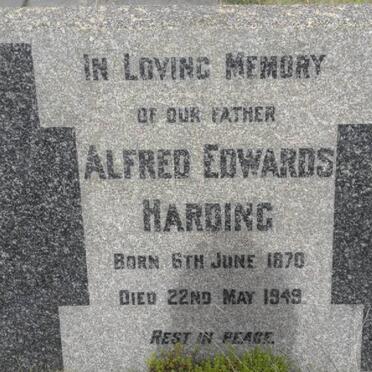 IN LOVING MEMORY
OF OUR FATHER
ALFRED EDWARDS
HARDING
BORN 6TH JUNE 1870
DIED 22ND MAY 1949.
REST IN PEACE.